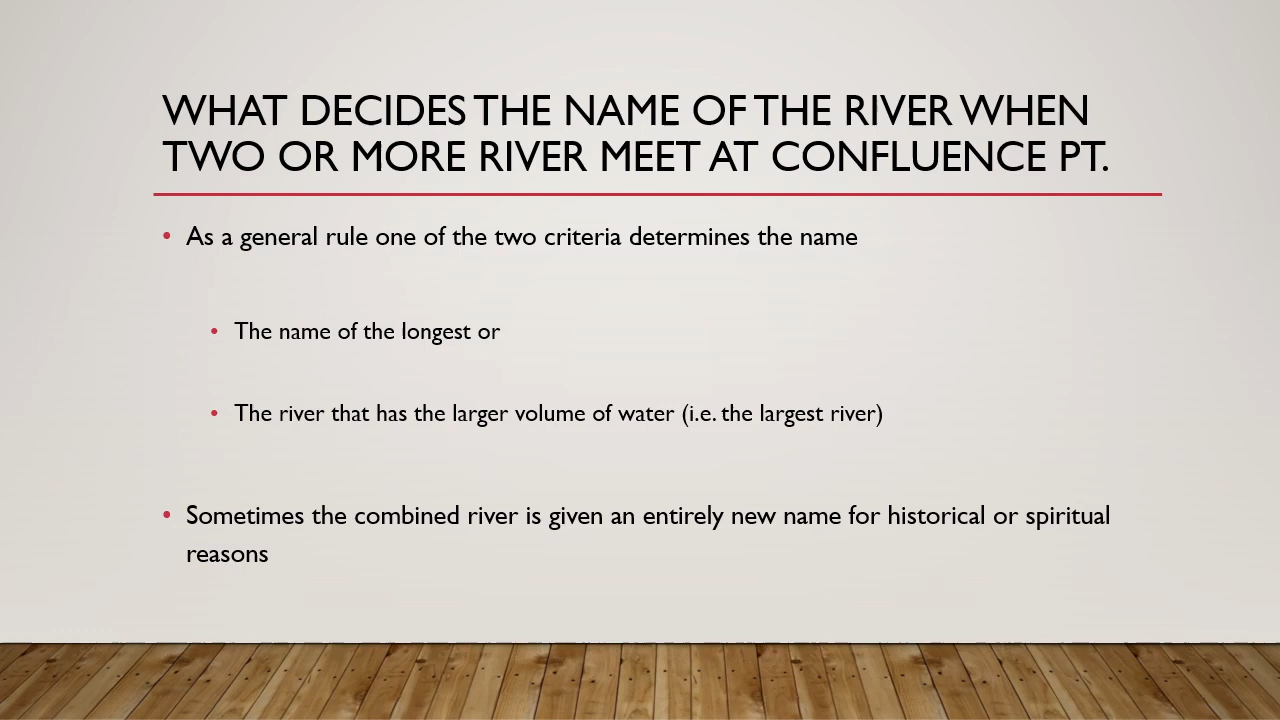 WHAT DECIDES THE NAME OF THE RIVER WHEN
TWO OR MORE RIVER MEET AT CONFLUENCE PT.
• As a general rule one of the two criteria determines the name
• The name of the longest or
• The river that has the larger volume of water (i.e. the largest river)
• Sometimes the combined river is given an entirely new name for historical or spiritual
reasons